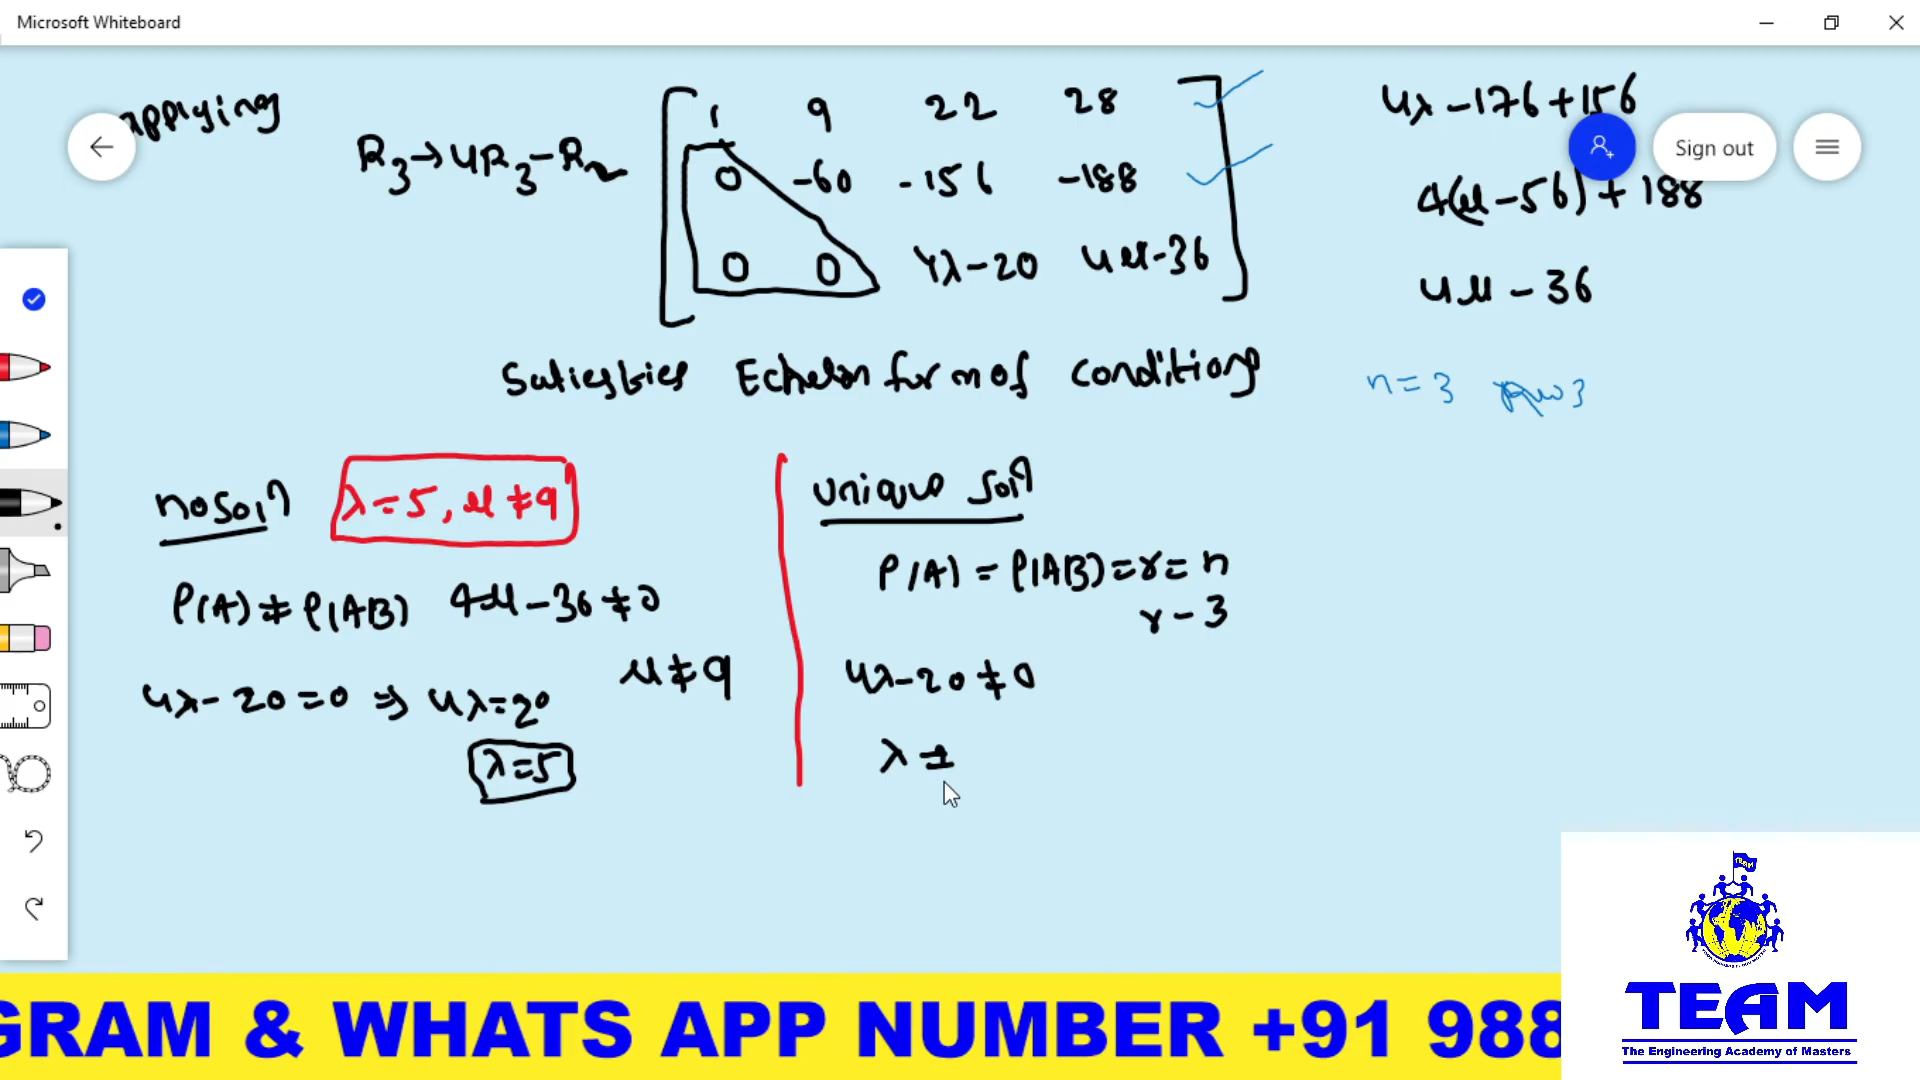 Microsoft Whiteboard
applying
R3→4R3-R2
1 9 22 28
0 -60 -156 -188
0 0 4λ-20 4μ-36
4λ-176+156
Sign out
4(μ-56)+188
4μ-36
Satisfies Echelon form of conditions
n=3
no Sol?
λ=5, μ≠9
P(A)≠P(AB) 4μ-36≠0
μ≠9
4λ-20=0 ⇒ 4λ=20
λ=5
Unique Sol?
P(A)=P(AB)=r=n
r-3
4λ-20≠0
λ ≠
GRAM & WHATS APP NUMBER +91 988
TEAM
TEAM
The Engineering Academy of Masters